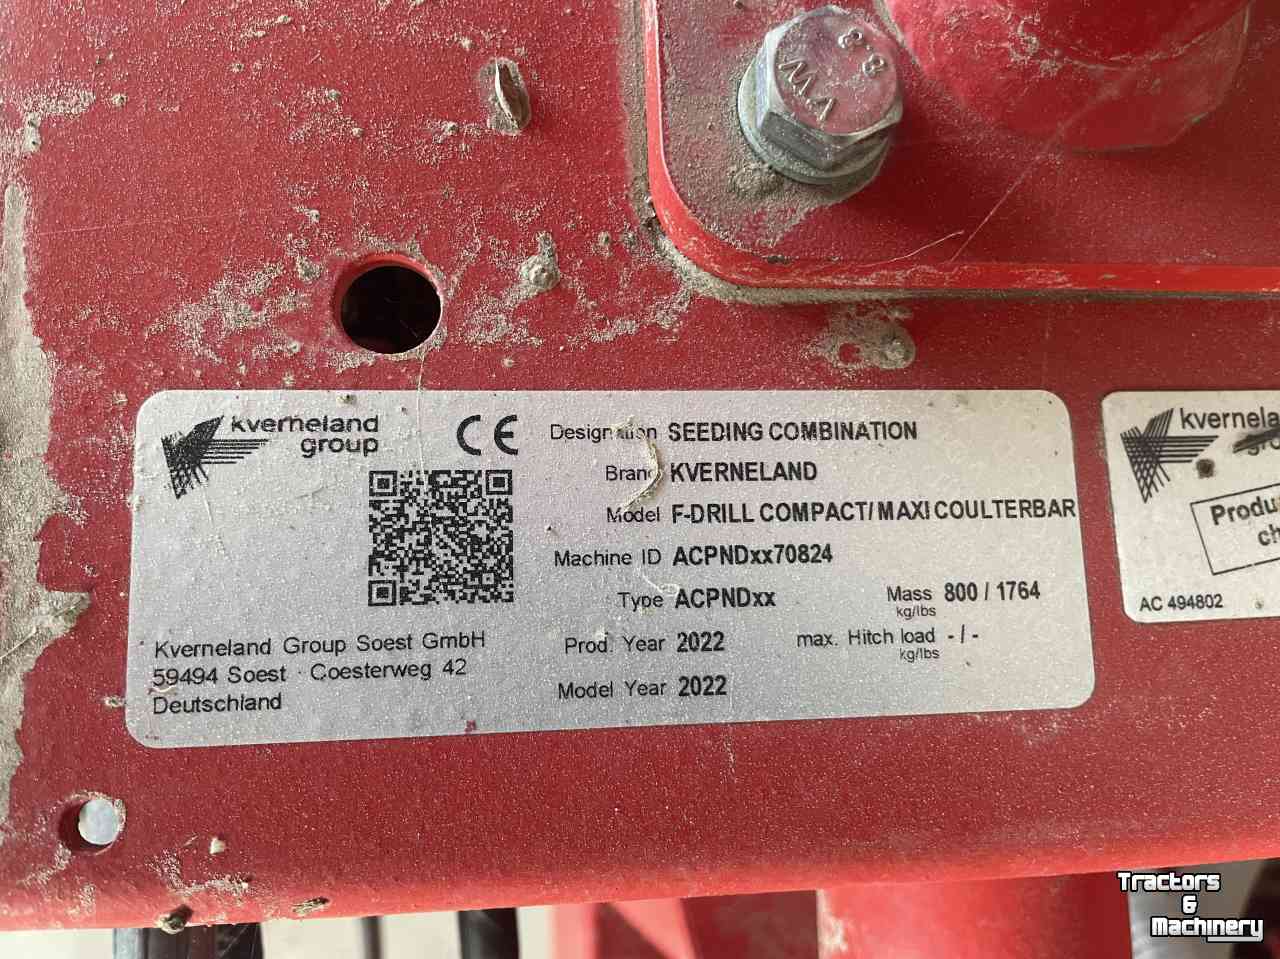 8.8
VW
kverneland
group
CE
Designation SEEDING COMBINATION
Brand KVERNELAND
Model F-DRILL COMPACT/MAXI COULTERBAR
Machine ID ACPNDxx70824
Type ACPNDxx
Mass 800 / 1764
kg/lbs
Prod. Year 2022
max. Hitch load - / -
kg/lbs
Model Year 2022
Kverneland Group Soest GmbH
59494 Soest · Coesterweg 42
Deutschland
AC 494802
Tractors
&
Machinery